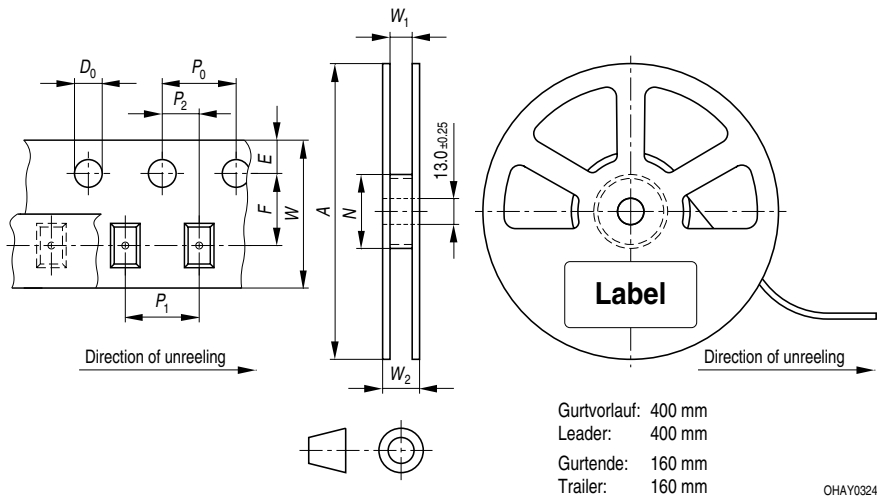 W1
D0
P0
P2
E
F
W
P1
Direction of unreeling
A
N
13.0±0.25
W2
Label
Direction of unreeling
Gurtvorlauf: 400 mm
Leader: 400 mm
Gurtende: 160 mm
Trailer: 160 mm
OHAY0324